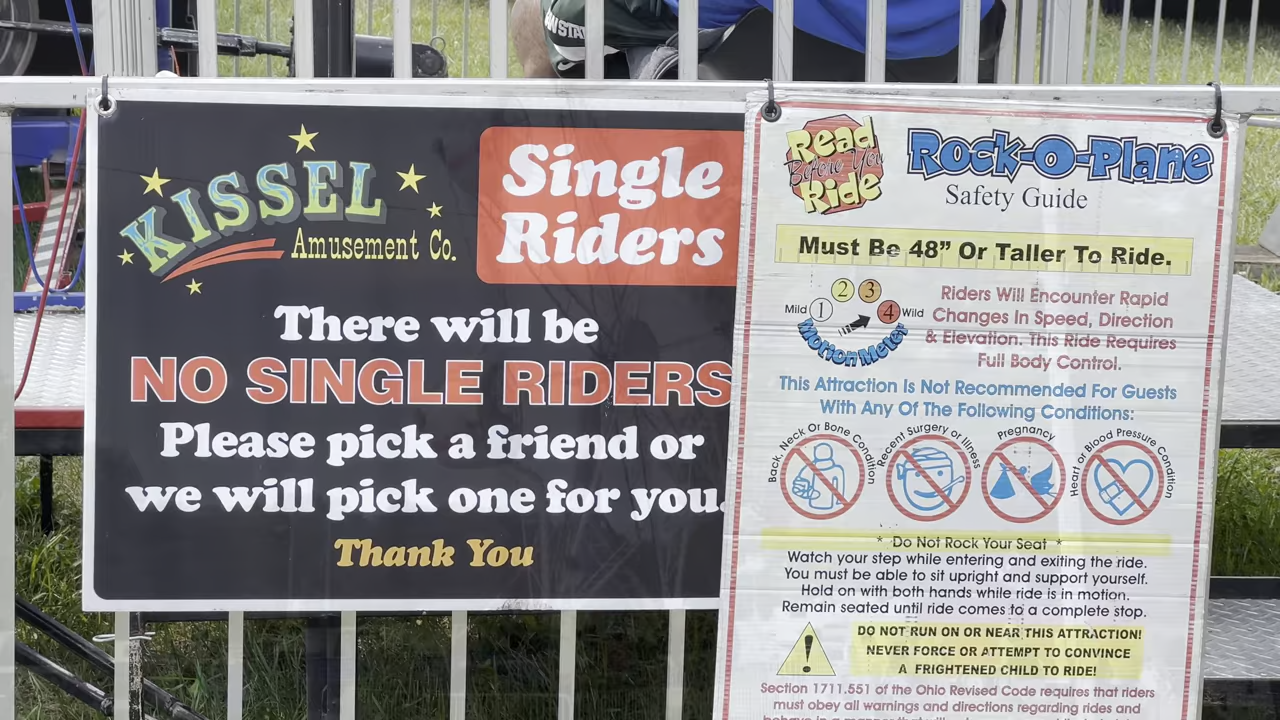 AN STAT
KISSEL
Amusement Co.
Single
Riders
There will be
NO SINGLE RIDERS
Please pick a friend or
we will pick one for you.
Thank You
Read
Before You
Ride
Rock-O-Plane
Safety Guide
Must Be 48” Or Taller To Ride.
Mild 1 2 3 4 Wild
Motion Meter
Riders Will Encounter Rapid
Changes In Speed, Direction
& Elevation. This Ride Requires
Full Body Control.
This Attraction Is Not Recommended For Guests
With Any Of The Following Conditions:
Back, Neck Or Bone Condition
Recent Surgery or Illness
Pregnancy
Heart or Blood Pressure Condition
* Do Not Rock Your Seat *
Watch your step while entering and exiting the ride.
You must be able to sit upright and support yourself.
Hold on with both hands while ride is in motion.
Remain seated until ride comes to a complete stop.
!
DO NOT RUN ON OR NEAR THIS ATTRACTION!
NEVER FORCE OR ATTEMPT TO CONVINCE
A FRIGHTENED CHILD TO RIDE!
Section 1711.551 of the Ohio Revised Code requires that riders
must obey all warnings and directions regarding rides and
behave in a manner that will